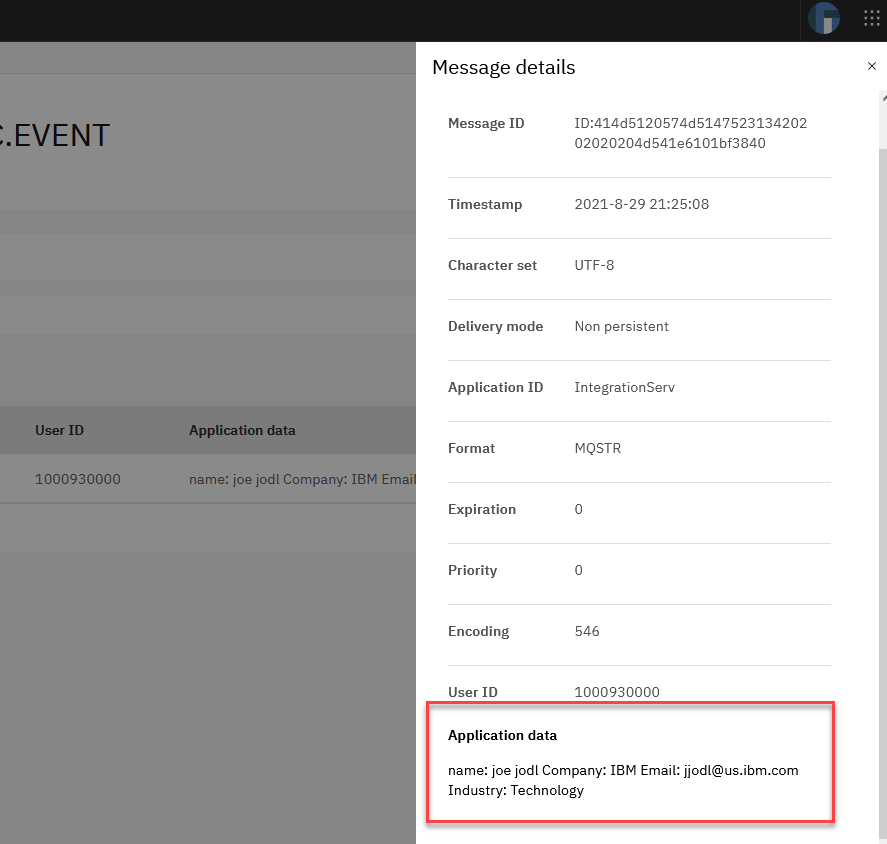 Message details
C.EVENT
Message ID ID:414d5120574d5147523134202
02020204d541e6101bf3840
Timestamp 2021-8-29 21:25:08
Character set UTF-8
Delivery mode Non persistent
Application ID IntegrationServ
User ID Application data
Format MQSTR
1000930000 name: joe jodl Company: IBM Email
Expiration 0
Priority 0
Encoding 546
User ID 1000930000
Application data
name: joe jodl Company: IBM Email: jjodl@us.ibm.com
Industry: Technology